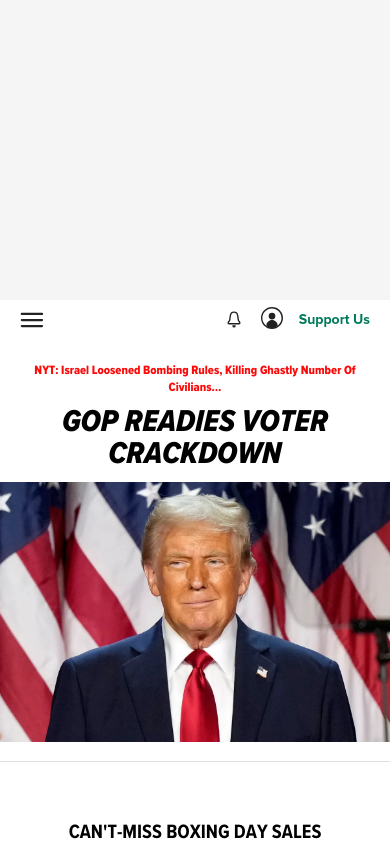 Support Us
NYT: Israel Loosened Bombing Rules, Killing Ghastly Number Of
Civilians...
GOP READIES VOTER
CRACKDOWN
CAN'T-MISS BOXING DAY SALES